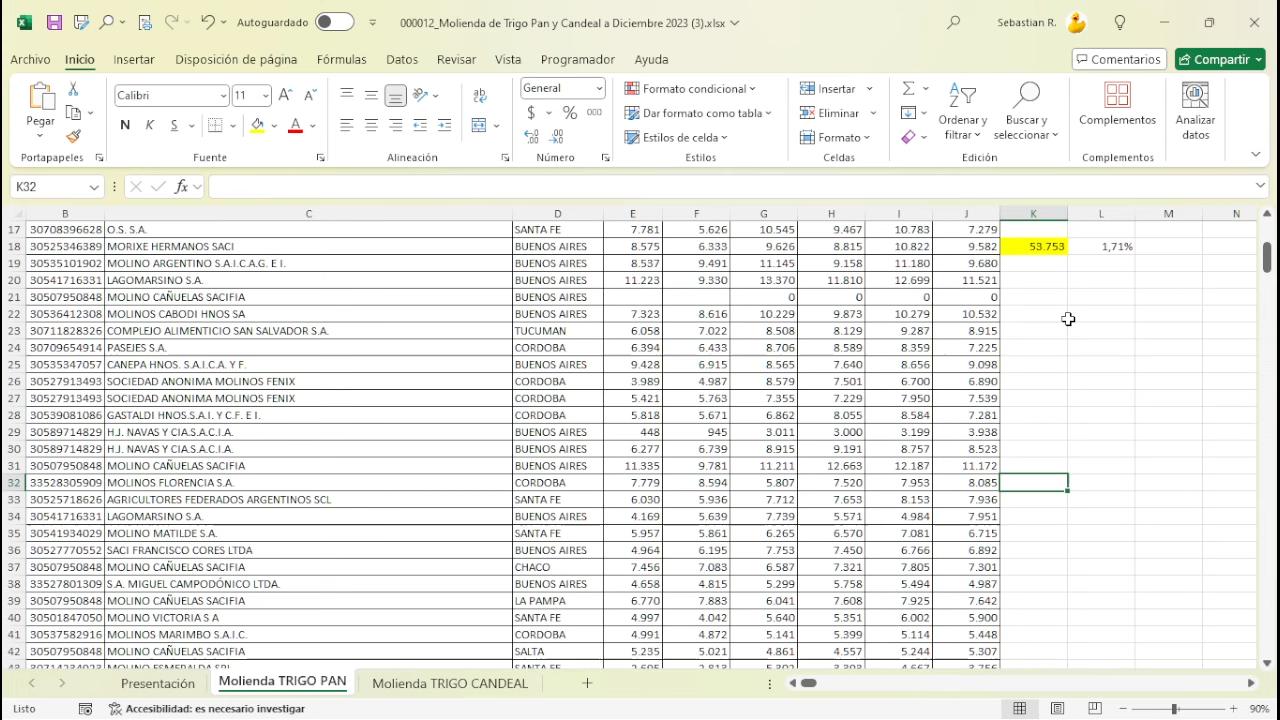 Autoguardado
000012_Molienda de Trigo Pan y Candeal a Diciembre 2023 (3).xlsx
Sebastian R.
Archivo Inicio Insertar Disposición de página Fórmulas Datos Revisar Vista Programador Ayuda
Comentarios Compartir
Pegar
Calibri 11
N K S
General
$ % 000
Formato condicional
Dar formato como tabla
Estilos de celda
Insertar
Eliminar
Formato
Ordenar y filtrar
Buscar y seleccionar
Complementos
Analizar datos
Portapapeles Fuente Alineación Número Estilos Celdas Edición Complementos
K32 fx
B C D E F G H I J K L M N
17 30708396628 O.S. S.A. SANTA FE 7.781 5.626 10.545 9.467 10.783 7.279
18 30525346389 MORIXE HERMANOS SACI BUENOS AIRES 8.575 6.333 9.626 8.815 10.822 9.582 53.753 1,71%
19 30535101902 MOLINO ARGENTINO S.A.I.C.A.G. E I. BUENOS AIRES 8.537 9.491 11.145 9.158 11.180 9.680
20 30541716331 LAGOMARSINO S.A. BUENOS AIRES 11.223 9.330 13.370 11.810 12.699 11.521
21 30507950848 MOLINO CAÑUELAS SACIFIA BUENOS AIRES 0 0 0 0
22 30536412308 MOLINOS CABODI HNOS SA BUENOS AIRES 7.323 8.616 10.229 9.873 10.279 10.532
23 30711828326 COMPLEJO ALIMENTICIO SAN SALVADOR S.A. TUCUMAN 6.058 7.022 8.508 8.129 9.287 8.915
24 30709654914 PASEJES S.A. CORDOBA 6.394 6.433 8.706 8.589 8.359 7.225
25 30535347057 CANEPA HNOS. S.A.I.C.A. Y F. BUENOS AIRES 9.428 6.915 8.565 7.640 8.656 9.098
26 30527913493 SOCIEDAD ANONIMA MOLINOS FENIX CORDOBA 3.989 4.987 8.579 7.501 6.700 6.890
27 30527913493 SOCIEDAD ANONIMA MOLINOS FENIX CORDOBA 5.421 5.763 7.355 7.229 7.950 7.539
28 30539081086 GASTALDI HNOS.S.A.I. Y C.F. E I. CORDOBA 5.818 5.671 6.862 8.055 8.584 7.281
29 30589714829 H.J. NAVAS Y CIA.S.A.C.I.A. BUENOS AIRES 448 945 3.011 3.000 3.199 3.938
30 30589714829 H.J. NAVAS Y CIA.S.A.C.I.A. BUENOS AIRES 6.277 6.739 8.915 9.191 8.757 8.523
31 30507950848 MOLINO CAÑUELAS SACIFIA BUENOS AIRES 11.335 9.781 11.211 12.663 12.187 11.172
32 33528305909 MOLINOS FLORENCIA S.A. CORDOBA 7.779 8.594 5.807 7.520 7.953 8.085
33 30525718626 AGRICULTORES FEDERADOS ARGENTINOS SCL SANTA FE 6.030 5.936 7.712 7.653 8.153 7.936
34 30541716331 LAGOMARSINO S.A. BUENOS AIRES 4.169 5.639 7.739 5.571 4.984 7.951
35 30541934029 MOLINO MATILDE S.A. SANTA FE 5.957 5.861 6.265 6.570 7.081 6.715
36 30527770552 SACI FRANCISCO CORES LTDA BUENOS AIRES 4.964 6.195 7.753 7.450 6.766 6.892
37 30507950848 MOLINO CAÑUELAS SACIFIA CHACO 7.456 7.083 6.587 7.321 7.805 7.301
38 33527801309 S.A. MIGUEL CAMPODÓNICO LTDA. BUENOS AIRES 4.658 4.815 5.299 5.758 5.494 4.987
39 30507950848 MOLINO CAÑUELAS SACIFIA LA PAMPA 6.770 7.883 6.041 7.608 7.925 7.642
40 30501847050 MOLINO VICTORIA S A SANTA FE 4.997 4.042 5.640 5.351 6.002 5.900
41 30537582916 MOLINOS MARIMBO S.A.I.C. CORDOBA 4.991 4.872 5.141 5.399 5.114 5.448
42 30507950848 MOLINO CAÑUELAS SACIFIA SALTA 5.235 5.021 4.861 4.557 5.244 5.307
Presentación Molienda TRIGO PAN Molienda TRIGO CANDEAL
Listo Accesibilidad: es necesario investigar 90%